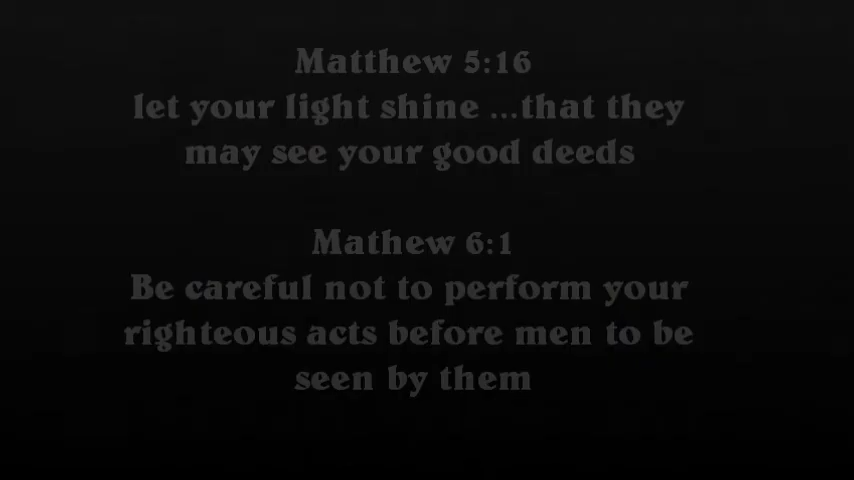 Matthew 5:16
let your light shine ...that they
may see your good deeds
Mathew 6:1
Be careful not to perform your
righteous acts before men to be
seen by them